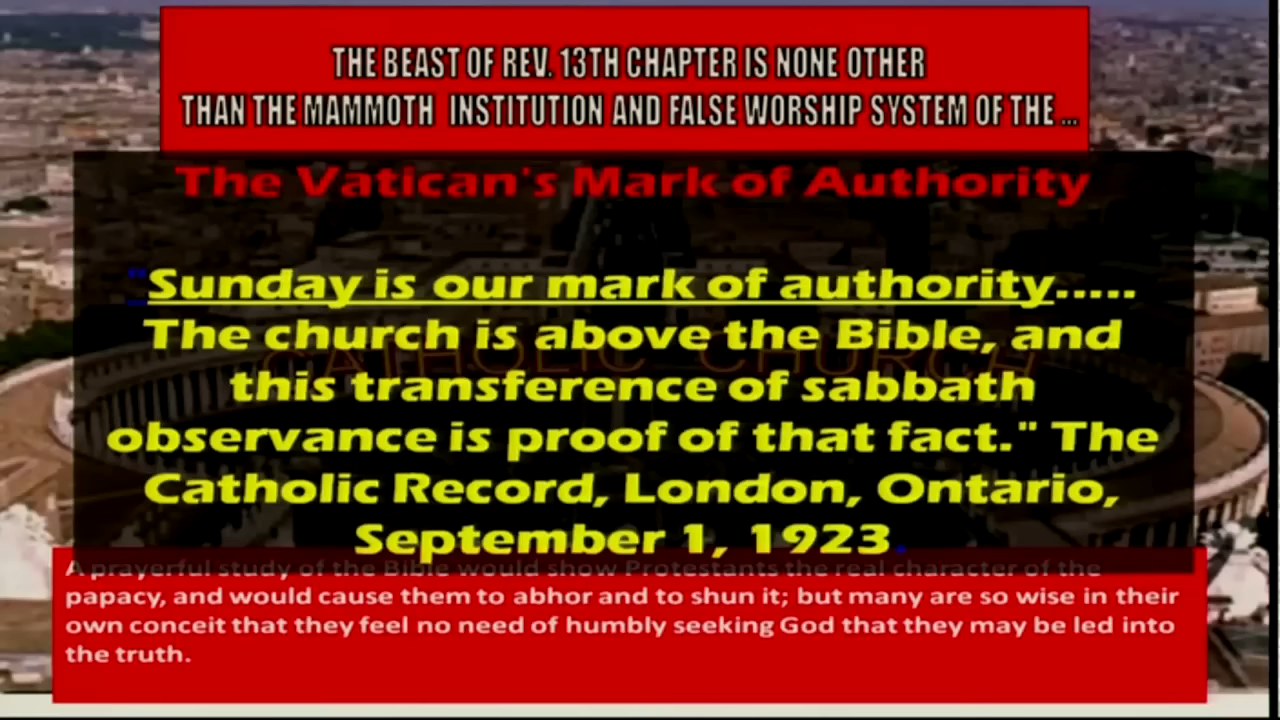 THE BEAST OF REV. 13TH CHAPTER IS NONE OTHER
THAN THE MAMMOTH INSTITUTION AND FALSE WORSHIP SYSTEM OF THE ...
The Vatican's Mark of Authority
"Sunday is our mark of authority.....
The church is above the Bible, and
CATHOLIC CHURCH
this transference of sabbath
observance is proof of that fact." The
Catholic Record, London, Ontario,
September 1, 1923.
A prayerful study of the Bible would show Protestants the real character of the
papacy, and would cause them to abhor and to shun it; but many are so wise in their
own conceit that they feel no need of humbly seeking God that they may be led into
the truth.